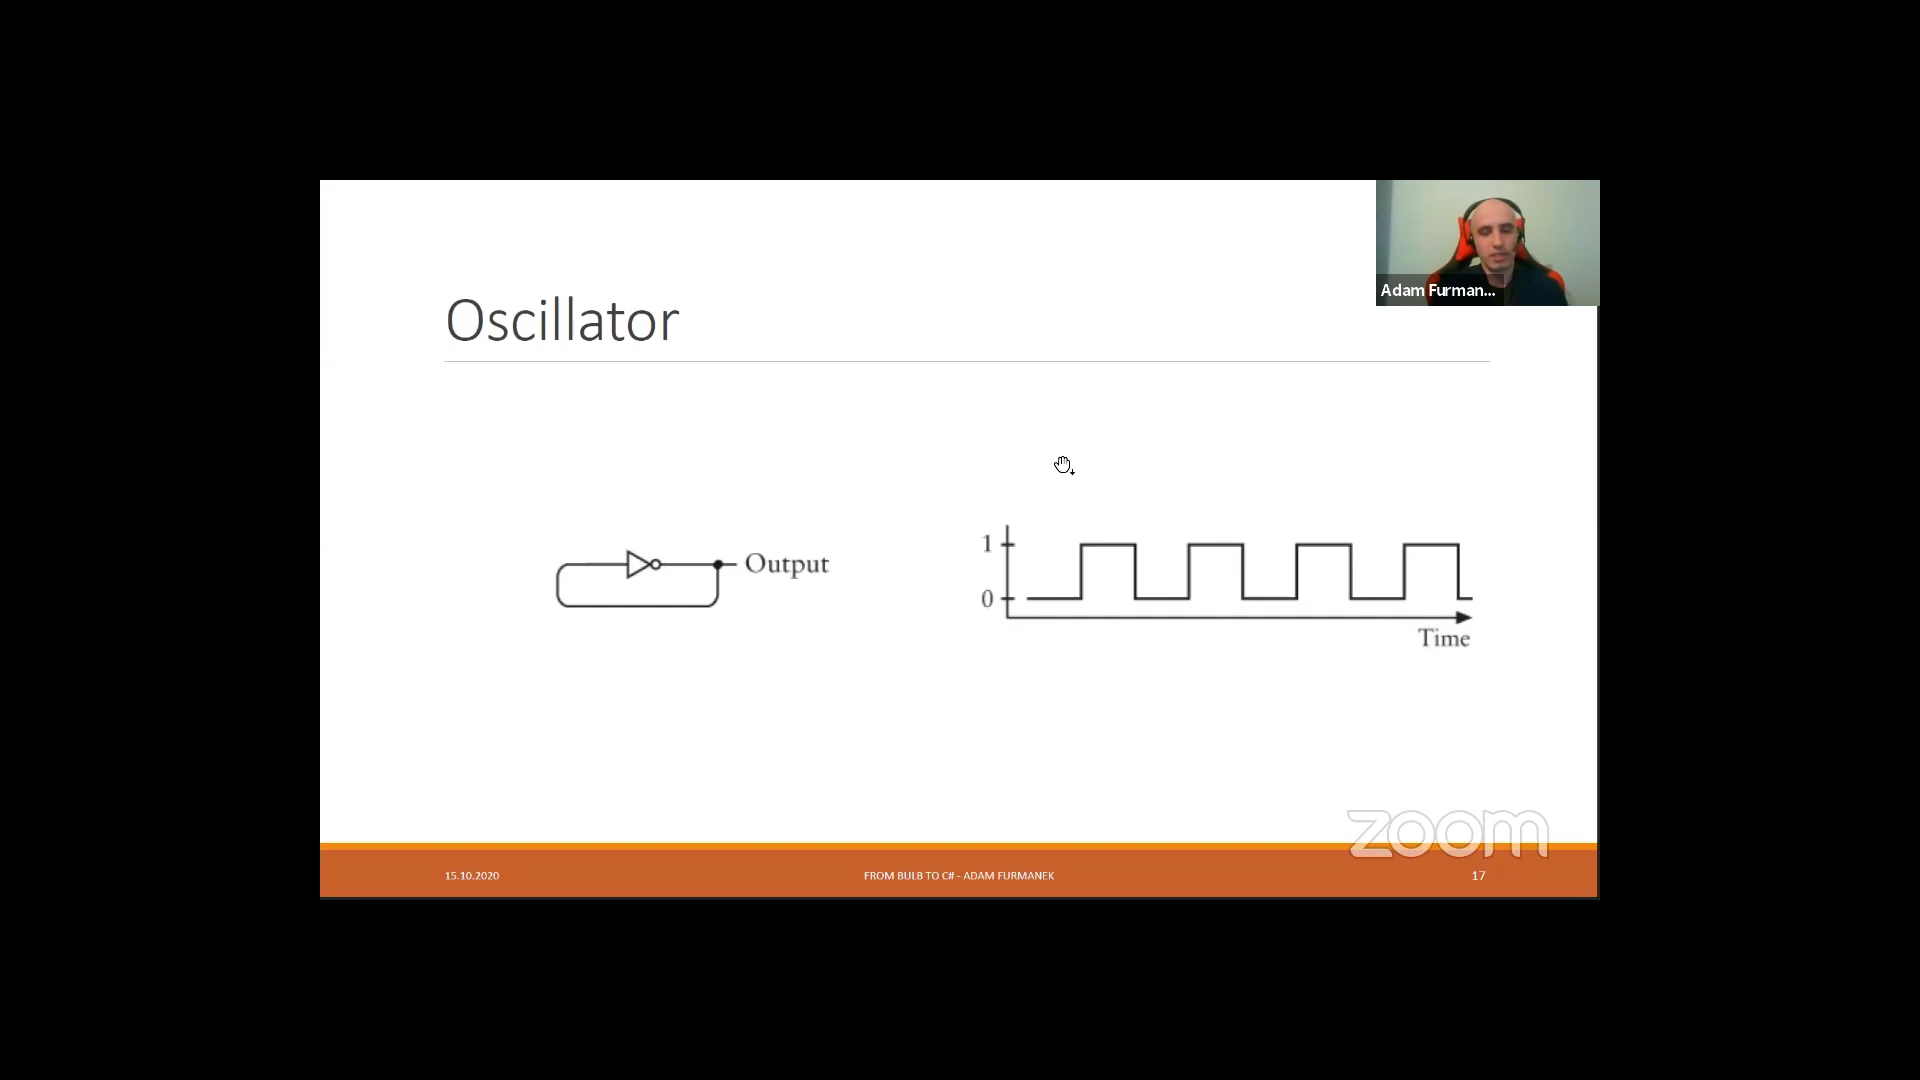 Adam Furman...
Oscillator
Output
1
0
Time
zoom
15.10.2020
FROM BULB TO C# - ADAM FURMANEK
17